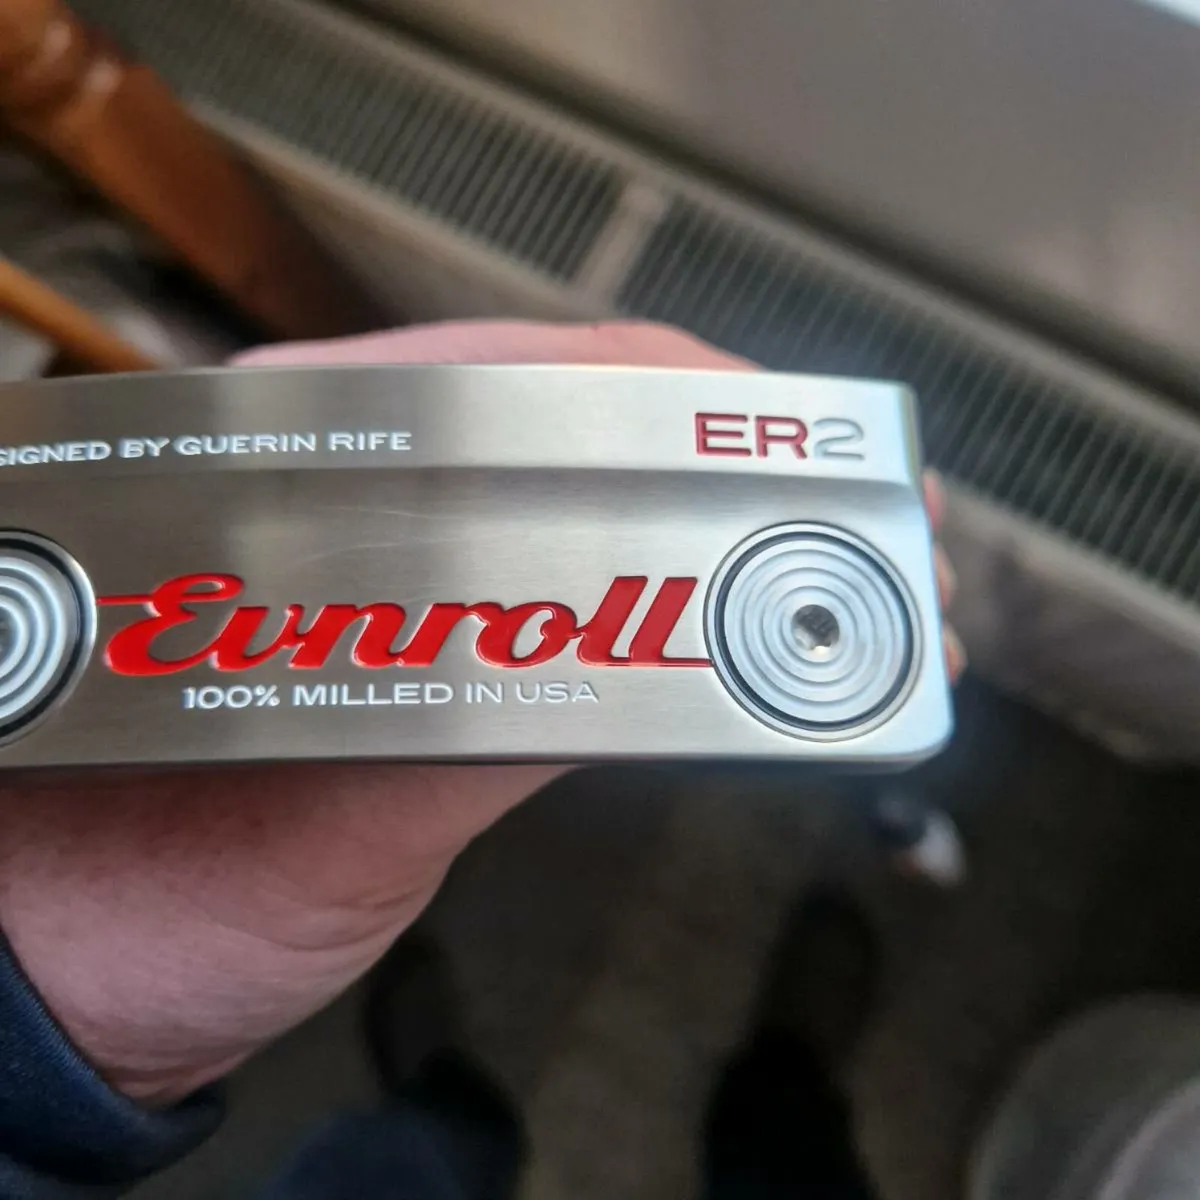 SIGNED BY GUERIN RIFE
ER2
Evnroll
100% MILLED IN USA